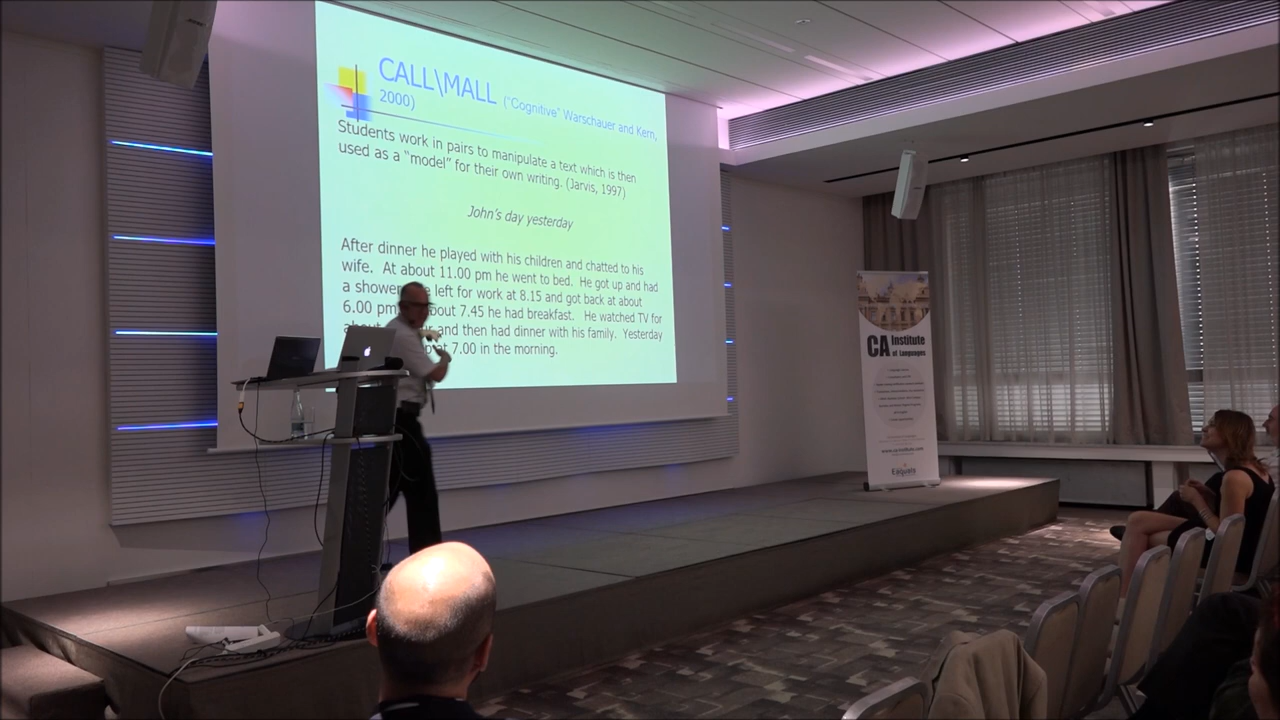 CALL\MALL ("Cognitive" Warschauer and Kern,
2000)
Students work in pairs to manipulate a text which is then
used as a "model" for their own writing. (Jarvis, 1997)
John's day yesterday
After dinner he played with his children and chatted to his
wife. At about 11.00 pm he went to bed. He got up and had
a shower left for work at 8.15 and got back at about
6.00 pm about 7.45 he had breakfast. He watched TV for
and then had dinner with his family. Yesterday
at 7.00 in the morning.
CA Institute
of Languages